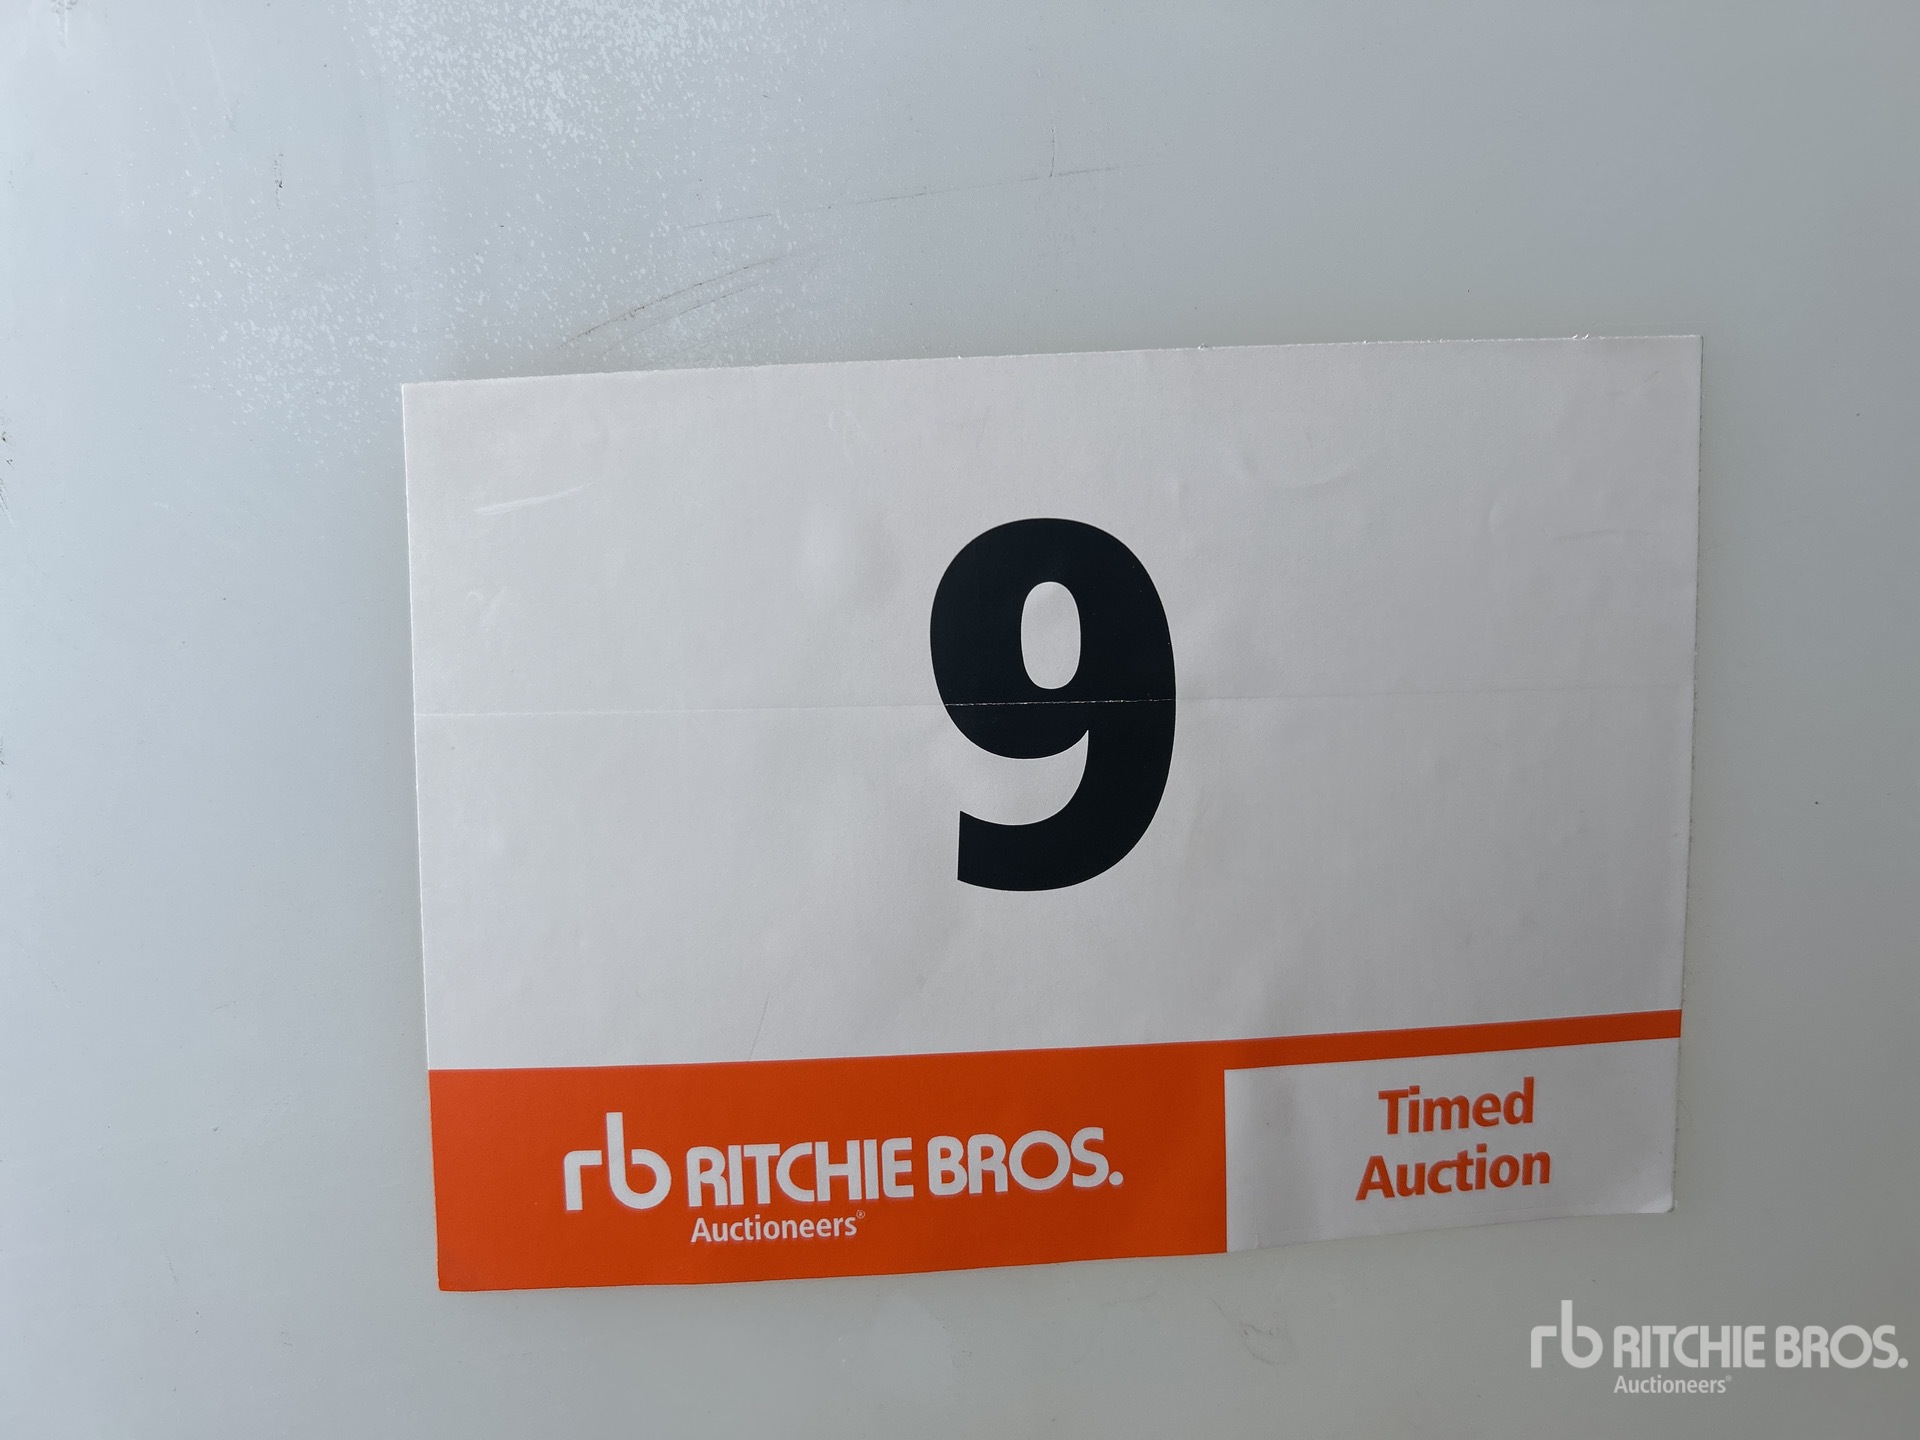 9
rb RITCHIE BROS.
Auctioneers®
Timed
Auction
rb RITCHIE BROS.
Auctioneers®